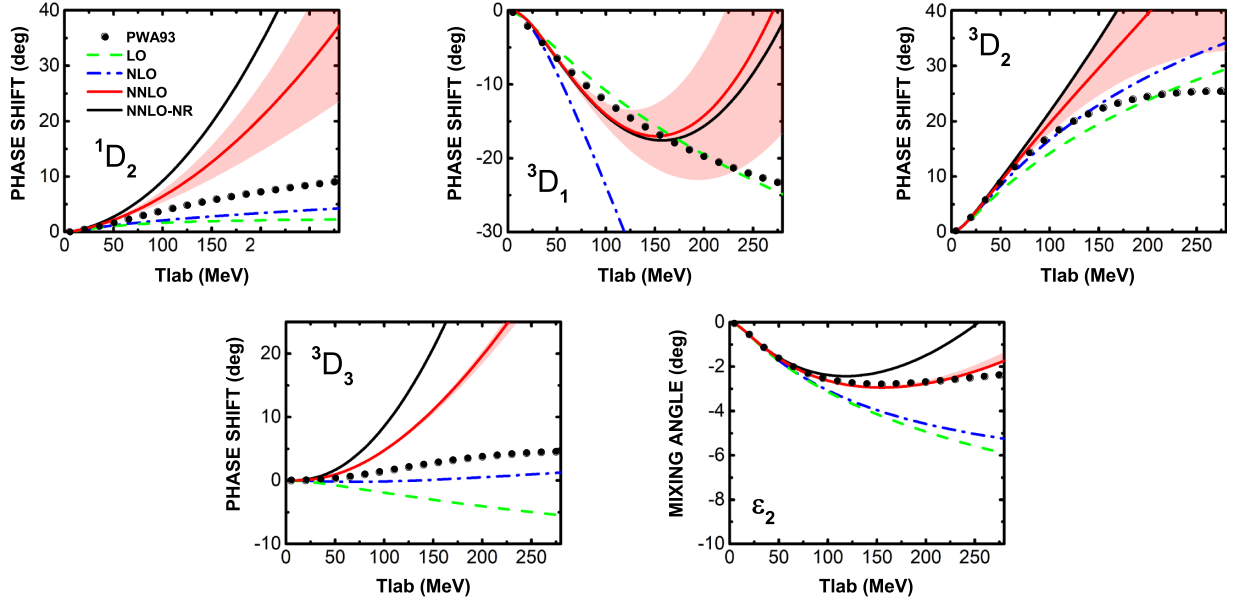 PHASE SHIFT (deg)
40
30
20
10
0
PWA93
LO
NLO
NNLO
NNLO-NR
¹D₂
0 50 100 150 2
Tlab (MeV)
PHASE SHIFT (deg)
0
-10
-20
-30
³D₁
0 50 100 150 200 250
Tlab (MeV)
PHASE SHIFT (deg)
40
30
20
10
0
³D₂
0 50 100 150 200 250
Tlab (MeV)
PHASE SHIFT (deg)
20
10
0
-10
³D₃
0 50 100 150 200 250
Tlab (MeV)
MIXING ANGLE (deg)
0
-2
-4
-6
-8
-10
ε₂
0 50 100 150 200 250
Tlab (MeV)